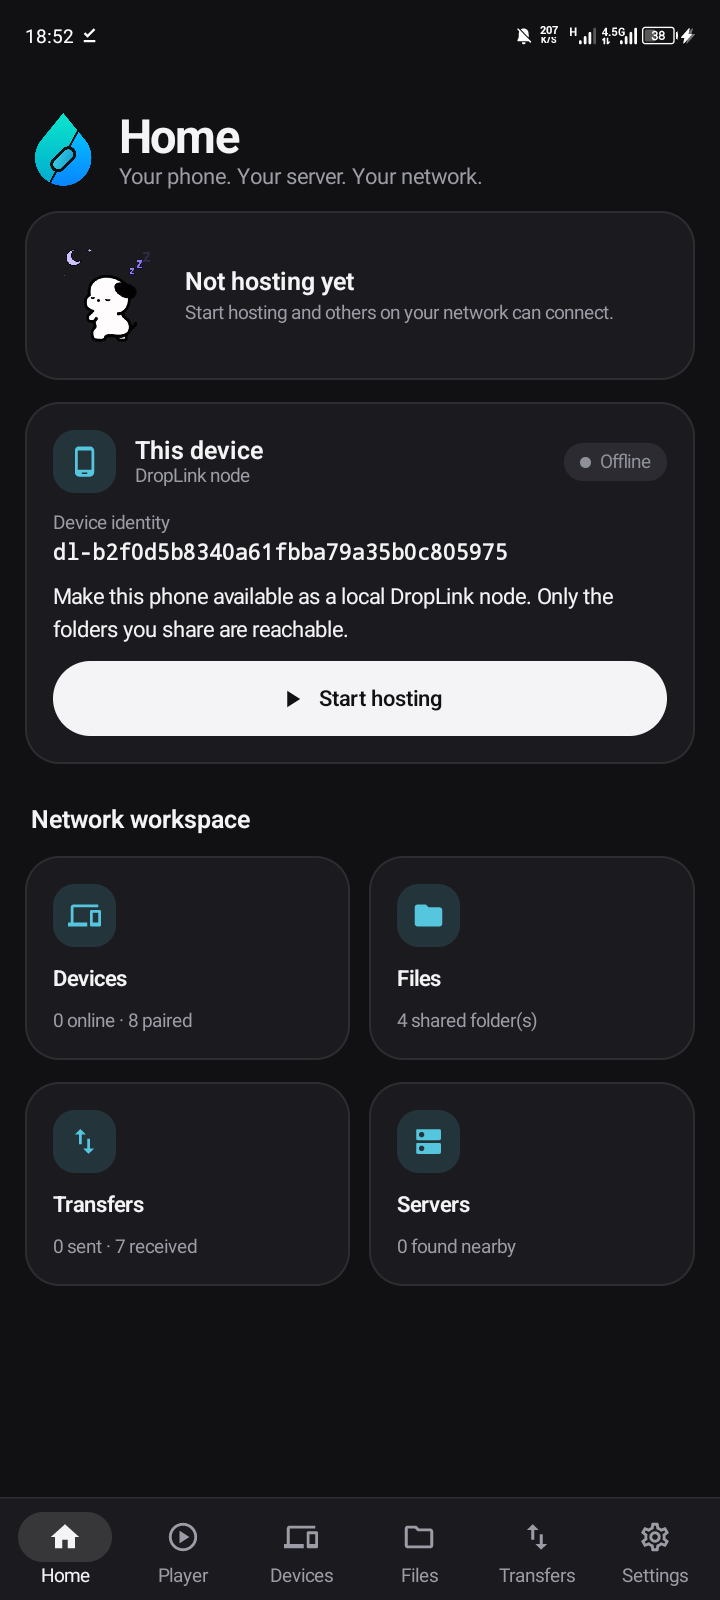 18:52
207
K/S
H
4.5G
38
Home
Your phone. Your server. Your network.
z z z
Not hosting yet
Start hosting and others on your network can connect.
This device
DropLink node
Offline
Device identity
dl-b2f0d5b8340a61fbba79a35b0c805975
Make this phone available as a local DropLink node. Only the
folders you share are reachable.
Start hosting
Network workspace
Devices
0 online · 8 paired
Files
4 shared folder(s)
Transfers
0 sent · 7 received
Servers
0 found nearby
Home
Player
Devices
Files
Transfers
Settings